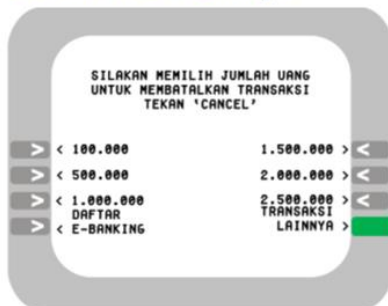 SILAKAN MEMILIH JUMLAH UANG
UNTUK MEMBATALKAN TRANSAKSI
TEKAN 'CANCEL'
> < 100.000 1.500.000 > <
> < 500.000 2.000.000 > <
> < 1.000.000 2.500.000 > <
DAFTAR TRANSAKSI
> < E-BANKING LAINNYA >